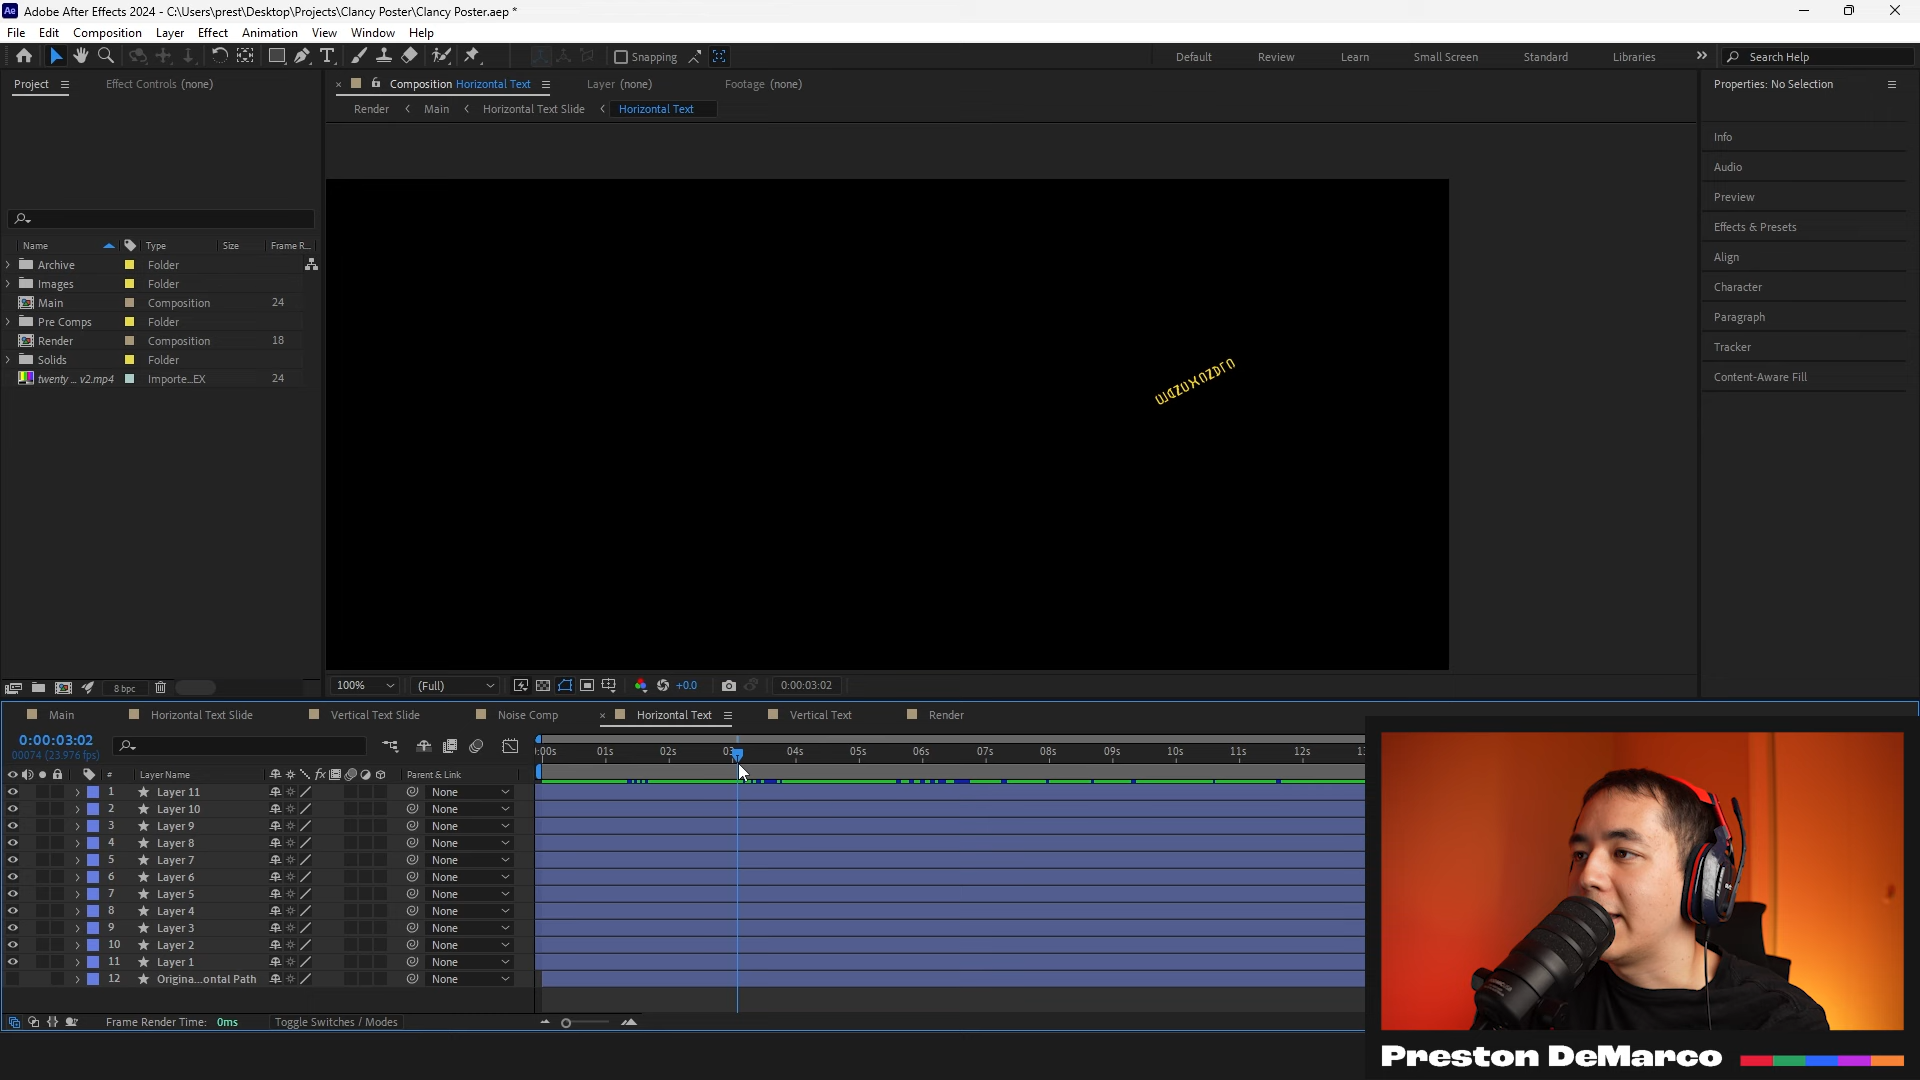 Ae Adobe After Effects 2024 - C:\Users\prest\Desktop\Projects\Clancy Poster\Clancy Poster.aep *
File Edit Composition Layer Effect Animation View Window Help
Snapping Default Review Learn Small Screen Standard Libraries Search Help
Project Effect Controls (none) Composition Horizontal Text Layer (none) Footage (none) Properties: No Selection
Render Main Horizontal Text Slide Horizontal Text
Info
Audio
Preview
Effects & Presets
Align
Character
Paragraph
Tracker
Content-Aware Fill
Name Type Size Frame R...
Archive Folder
Images Folder
Main Composition 24
Pre Comps Folder
Render Composition 18
Solids Folder
twenty ... v2.mp4 Importe...EX 24
8 bpc 100% (Full) +0.0 0:00:03:02
Main Horizontal Text Slide Vertical Text Slide Noise Comp Horizontal Text Vertical Text Render
0:00:03:02
00074 (23.976 fps)
:00s 01s 02s 03 04s 05s 06s 07s 08s 09s 10s 11s 12s 13
# Layer Name Parent & Link
1 Layer 11 None
2 Layer 10 None
3 Layer 9 None
4 Layer 8 None
5 Layer 7 None
6 Layer 6 None
7 Layer 5 None
8 Layer 4 None
9 Layer 3 None
10 Layer 2 None
11 Layer 1 None
12 Origina...ontal Path None
Frame Render Time: 0ms Toggle Switches / Modes
Preston DeMarco